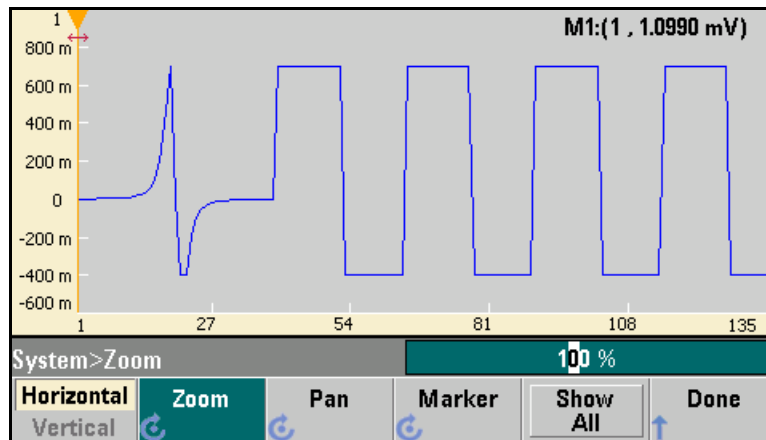 M1:(1 , 1.0990 mV)
1
800 m
600 m
400 m
200 m
0
-200 m
-400 m
-600 m
1 27 54 81 108 135
System>Zoom 100 %
Horizontal
Vertical
Zoom
Pan
Marker
Show
All
Done